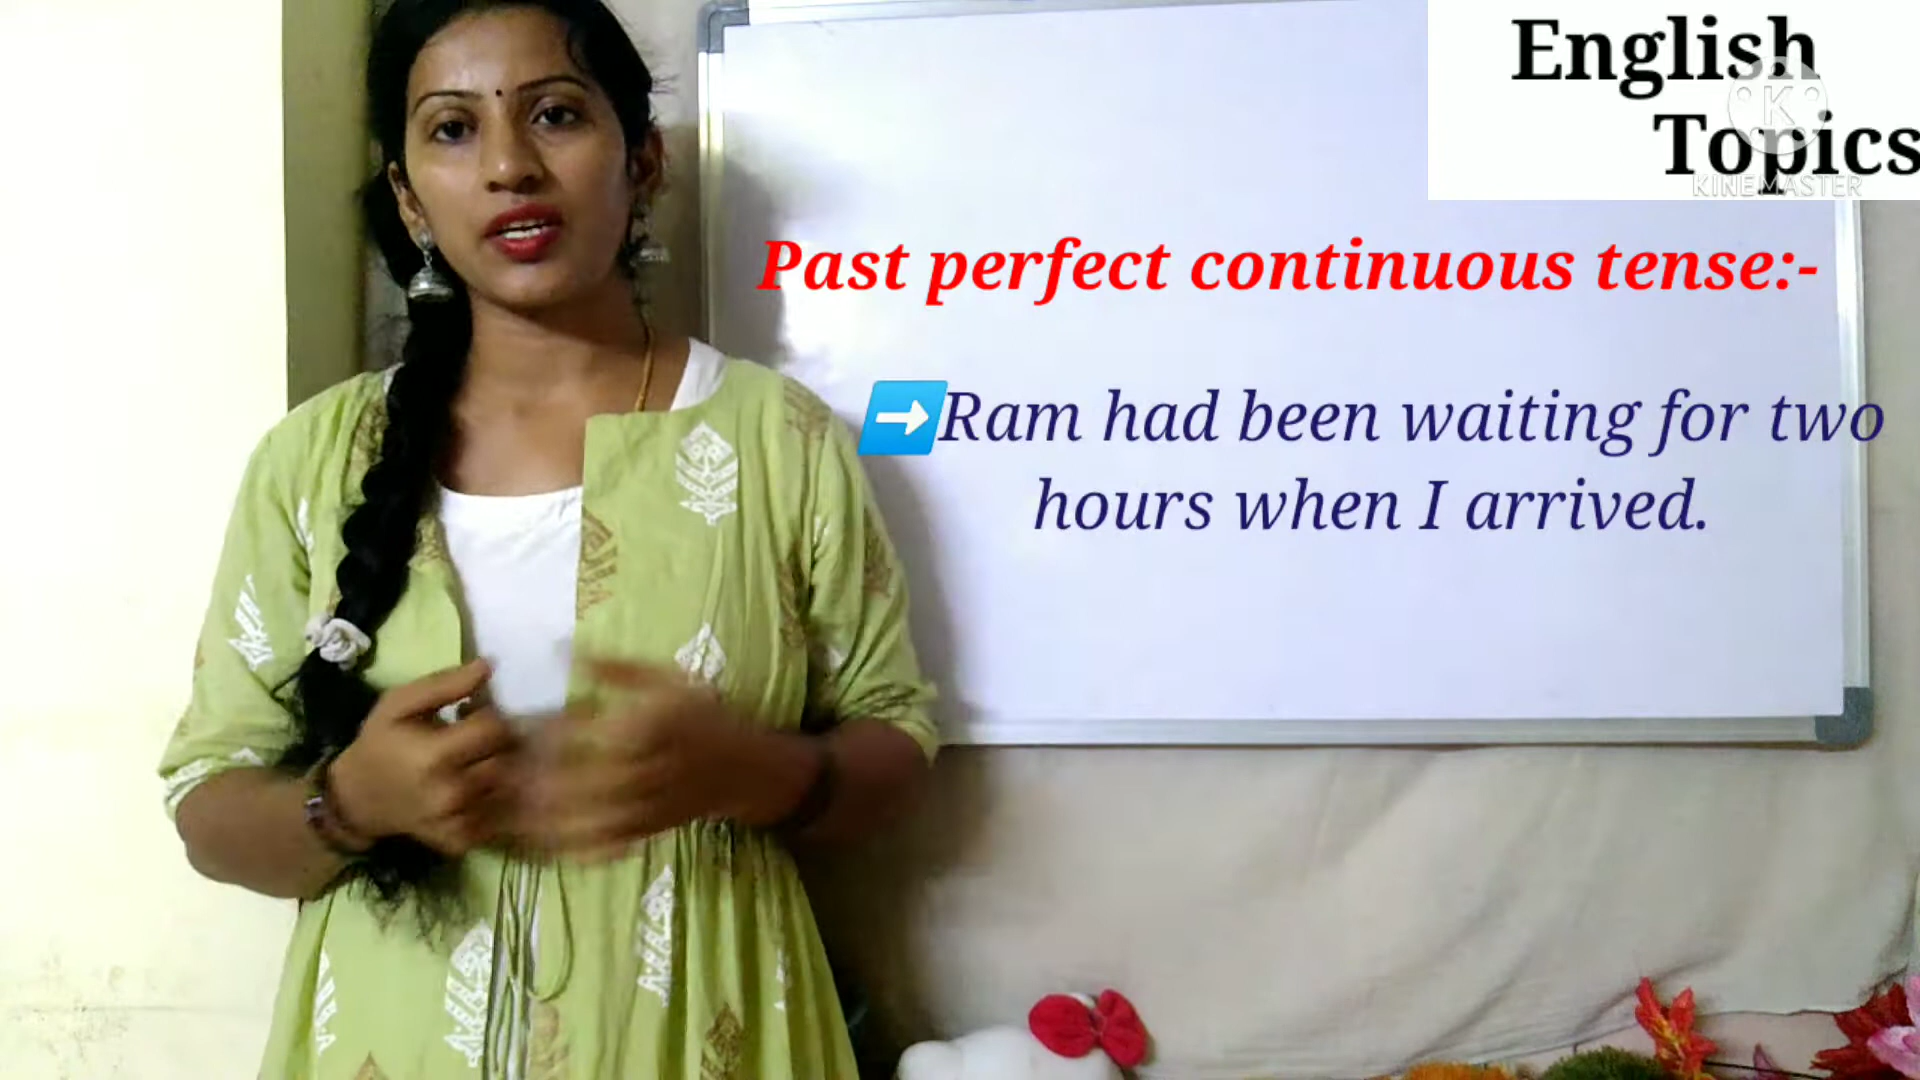 English
Topics
K
KINEMASTER
Past perfect continuous tense:-
➡Ram had been waiting for two
hours when I arrived.